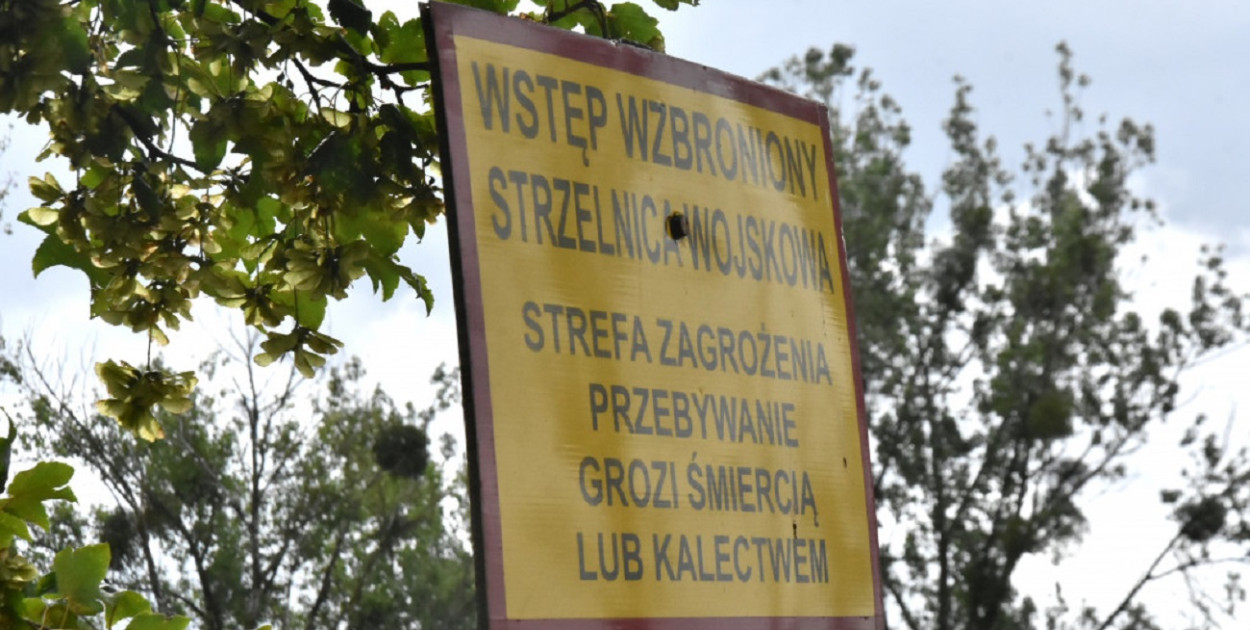 WSTĘP WZBRONIONY
STRZELNICA WOJSKOWA
STREFA ZAGROŻENIA
PRZEBYWANIE
GROZI ŚMIERCIĄ
LUB KALECTWEM